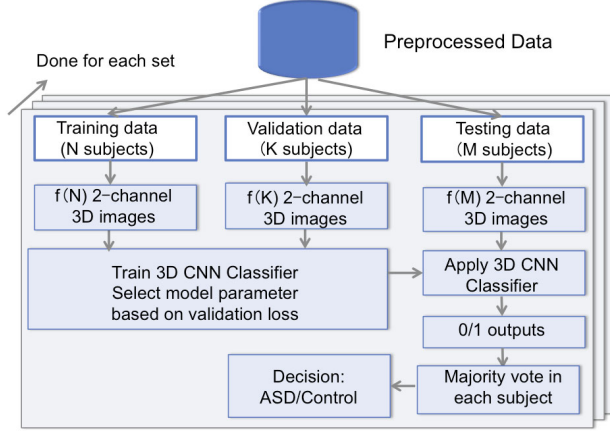 Preprocessed Data
Done for each set
Training data
(N subjects)
Validation data
(K subjects)
Testing data
(M subjects)
f(N) 2-channel
3D images
f(K) 2-channel
3D images
f(M) 2-channel
3D images
Train 3D CNN Classifier
Select model parameter
based on validation loss
Apply 3D CNN
Classifier
0/1 outputs
Majority vote in
each subject
Decision:
ASD/Control